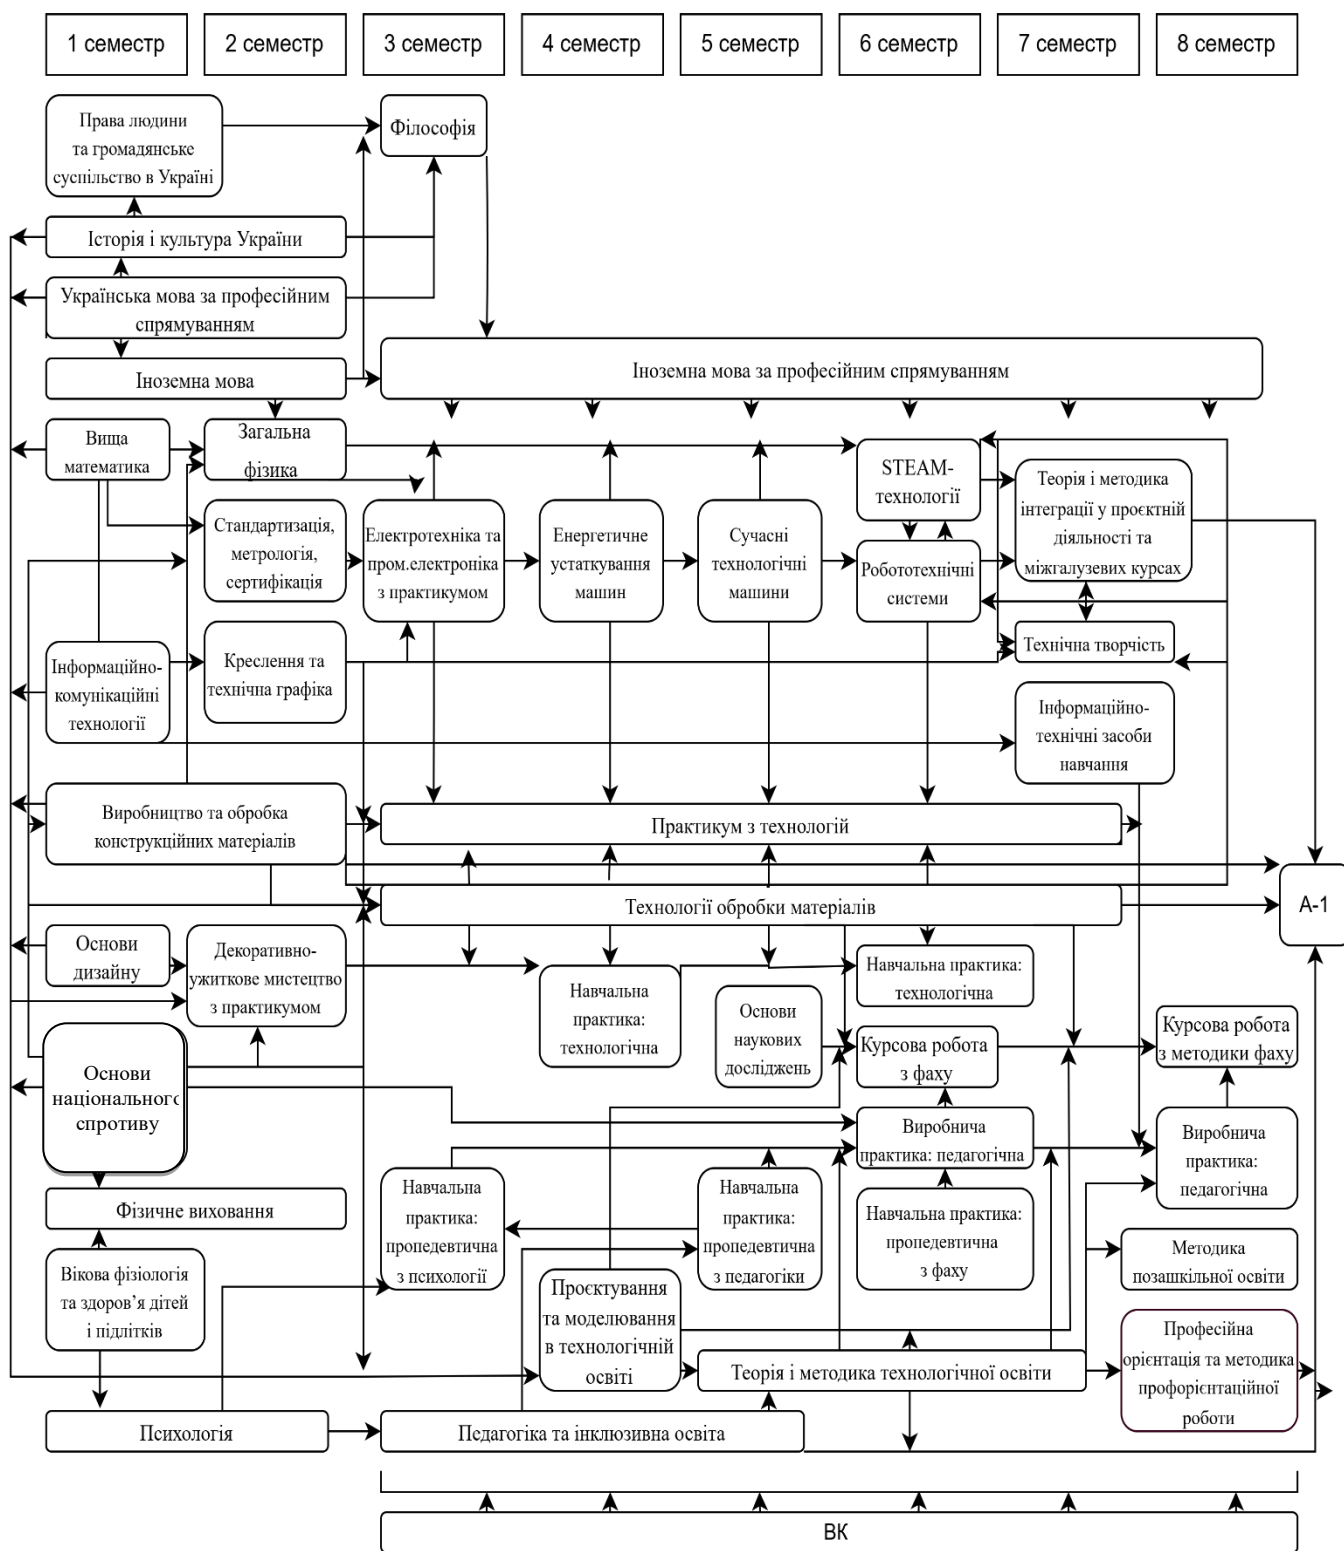 1 семестр
2 семестр
3 семестр
4 семестр
5 семестр
6 семестр
7 семестр
8 семестр
Права людини
та громадянське
суспільство в Україні
Філософія
Історія і культура України
Українська мова за професійним
спрямуванням
Іноземна мова
Іноземна мова за професійним спрямуванням
Вища
математика
Загальна
фізика
STEAM-
технології
Теорія і методика
інтеграції у проєктній
діяльності та
міжгалузевих курсах
Стандартизація,
метрологія,
сертифікація
Електротехніка та
пром.електроніка
з практикумом
Енергетичне
устаткування
машин
Сучасні
технологічні
машини
Робототехнічні
системи
Інформаційно-
комунікаційні
технології
Креслення та
технічна графіка
Технічна творчість
Інформаційно-
технічні засоби
навчання
Виробництво та обробка
конструкційних матеріалів
Практикум з технологій
Технології обробки матеріалів
А-1
Основи
дизайну
Декоративно-
ужиткове мистецтво
з практикумом
Навчальна
практика:
технологічна
Основи
наукових
досліджень
Навчальна практика:
технологічна
Курсова робота
з фаху
Курсова робота
з методики фаху
Основи
національного
спротиву
Виробнича
практика: педагогічна
Виробнича
практика:
педагогічна
Фізичне виховання
Навчальна
практика:
пропедевтична
з психології
Навчальна
практика:
пропедевтична
з педагогіки
Навчальна практика:
пропедевтична
з фаху
Методика
позашкільної освіти
Вікова фізіологія
та здоров’я дітей
і підлітків
Проєктування
та моделювання
в технологічній
освіті
Теорія і методика технологічної освіти
Професійна
орієнтація та методика
профорієнтаційної
роботи
Психологія
Педагогіка та інклюзивна освіта
ВК